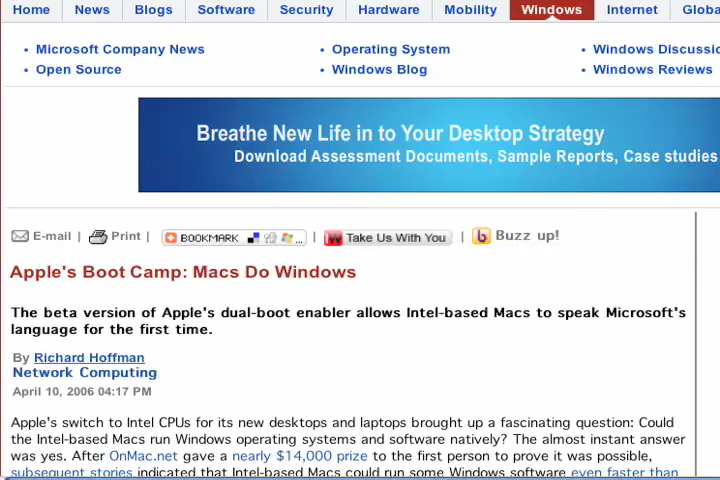 Home News Blogs Software Security Hardware Mobility Windows Internet Globa
• Microsoft Company News • Operating System • Windows Discussio
• Open Source • Windows Blog • Windows Reviews
Breathe New Life in to Your Desktop Strategy
Download Assessment Documents, Sample Reports, Case studies
E-mail | Print | BOOKMARK ... | Take Us With You | Buzz up!
Apple's Boot Camp: Macs Do Windows
The beta version of Apple's dual-boot enabler allows Intel-based Macs to speak Microsoft's
language for the first time.
By Richard Hoffman
Network Computing
April 10, 2006 04:17 PM
Apple's switch to Intel CPUs for its new desktops and laptops brought up a fascinating question: Could
the Intel-based Macs run Windows operating systems and software natively? The almost instant answer
was yes. After OnMac.net gave a nearly $14,000 prize to the first person to prove it was possible,
subsequent stories indicated that Intel-based Macs could run some Windows software even faster than